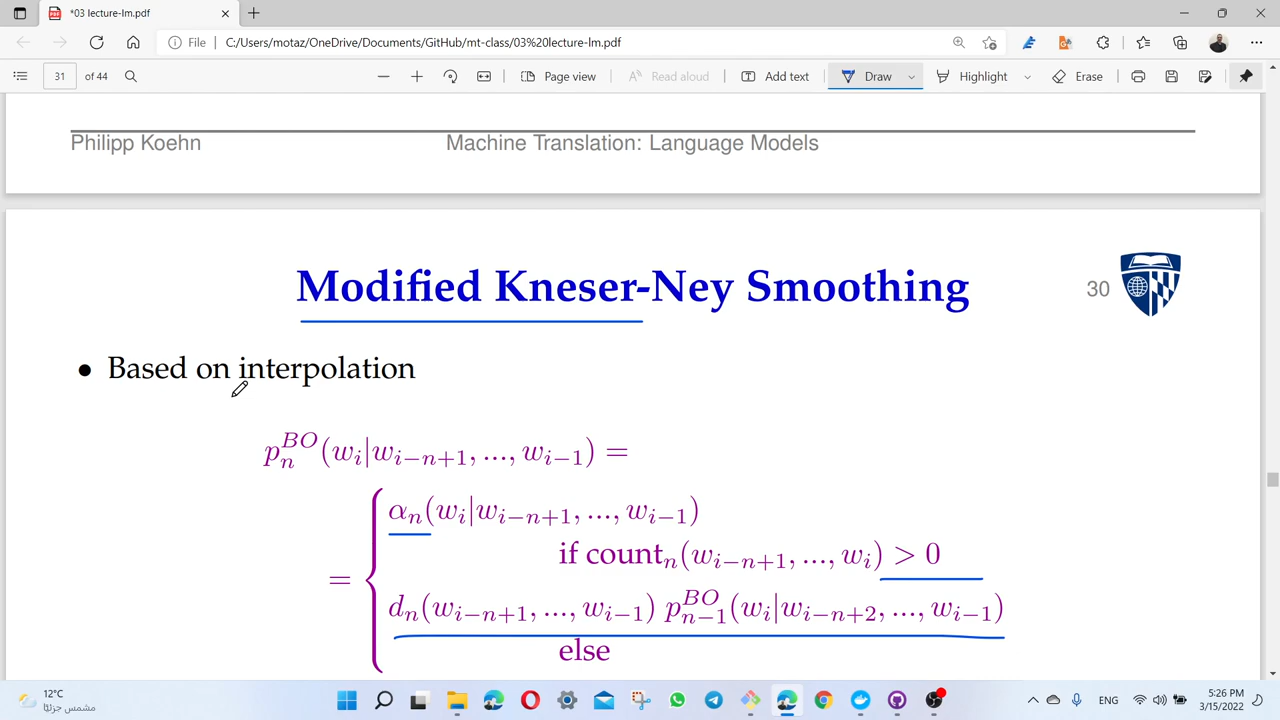 *03 lecture-lm.pdf
File C:/Users/motaz/OneDrive/Documents/GitHub/mt-class/03%20lecture-lm.pdf
31 of 44 Page view Read aloud Add text Draw Highlight Erase
Philipp Koehn Machine Translation: Language Models
Modified Kneser-Ney Smoothing 30
• Based on interpolation
p_n^{BO}(w_i|w_{i−n+1}, ..., w_{i−1}) =
α_n(w_i|w_{i−n+1}, ..., w_{i−1})
if count_n(w_{i−n+1}, ..., w_i) > 0
=
d_n(w_{i−n+1}, ..., w_{i−1}) p_{n−1}^{BO}(w_i|w_{i−n+2}, ..., w_{i−1})
else
12°C
مشمس جزئيًا
ENG
5:26 PM
3/15/2022